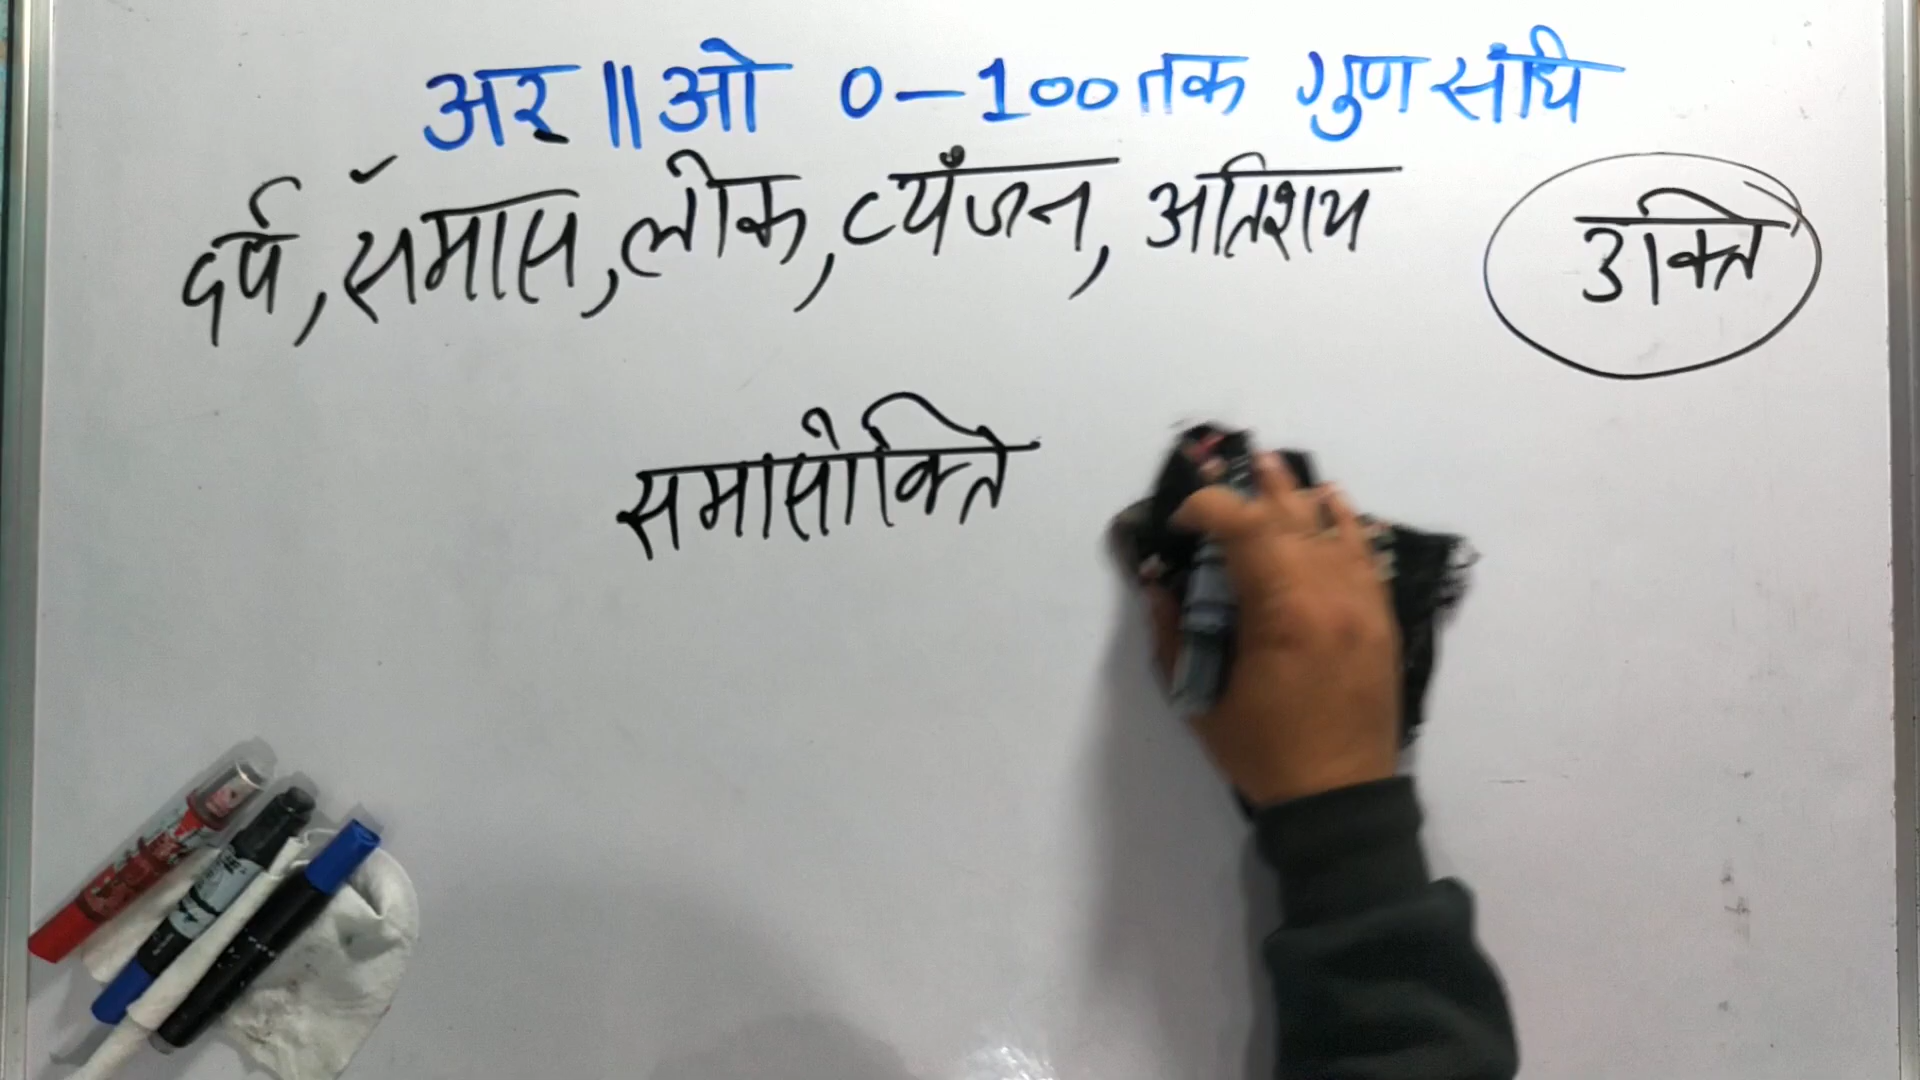 अर || ओ 0-100 तक गुण संधि
दर्प, समास, लोक, व्यंजन, अतिशय
उक्ति
समासोक्ति